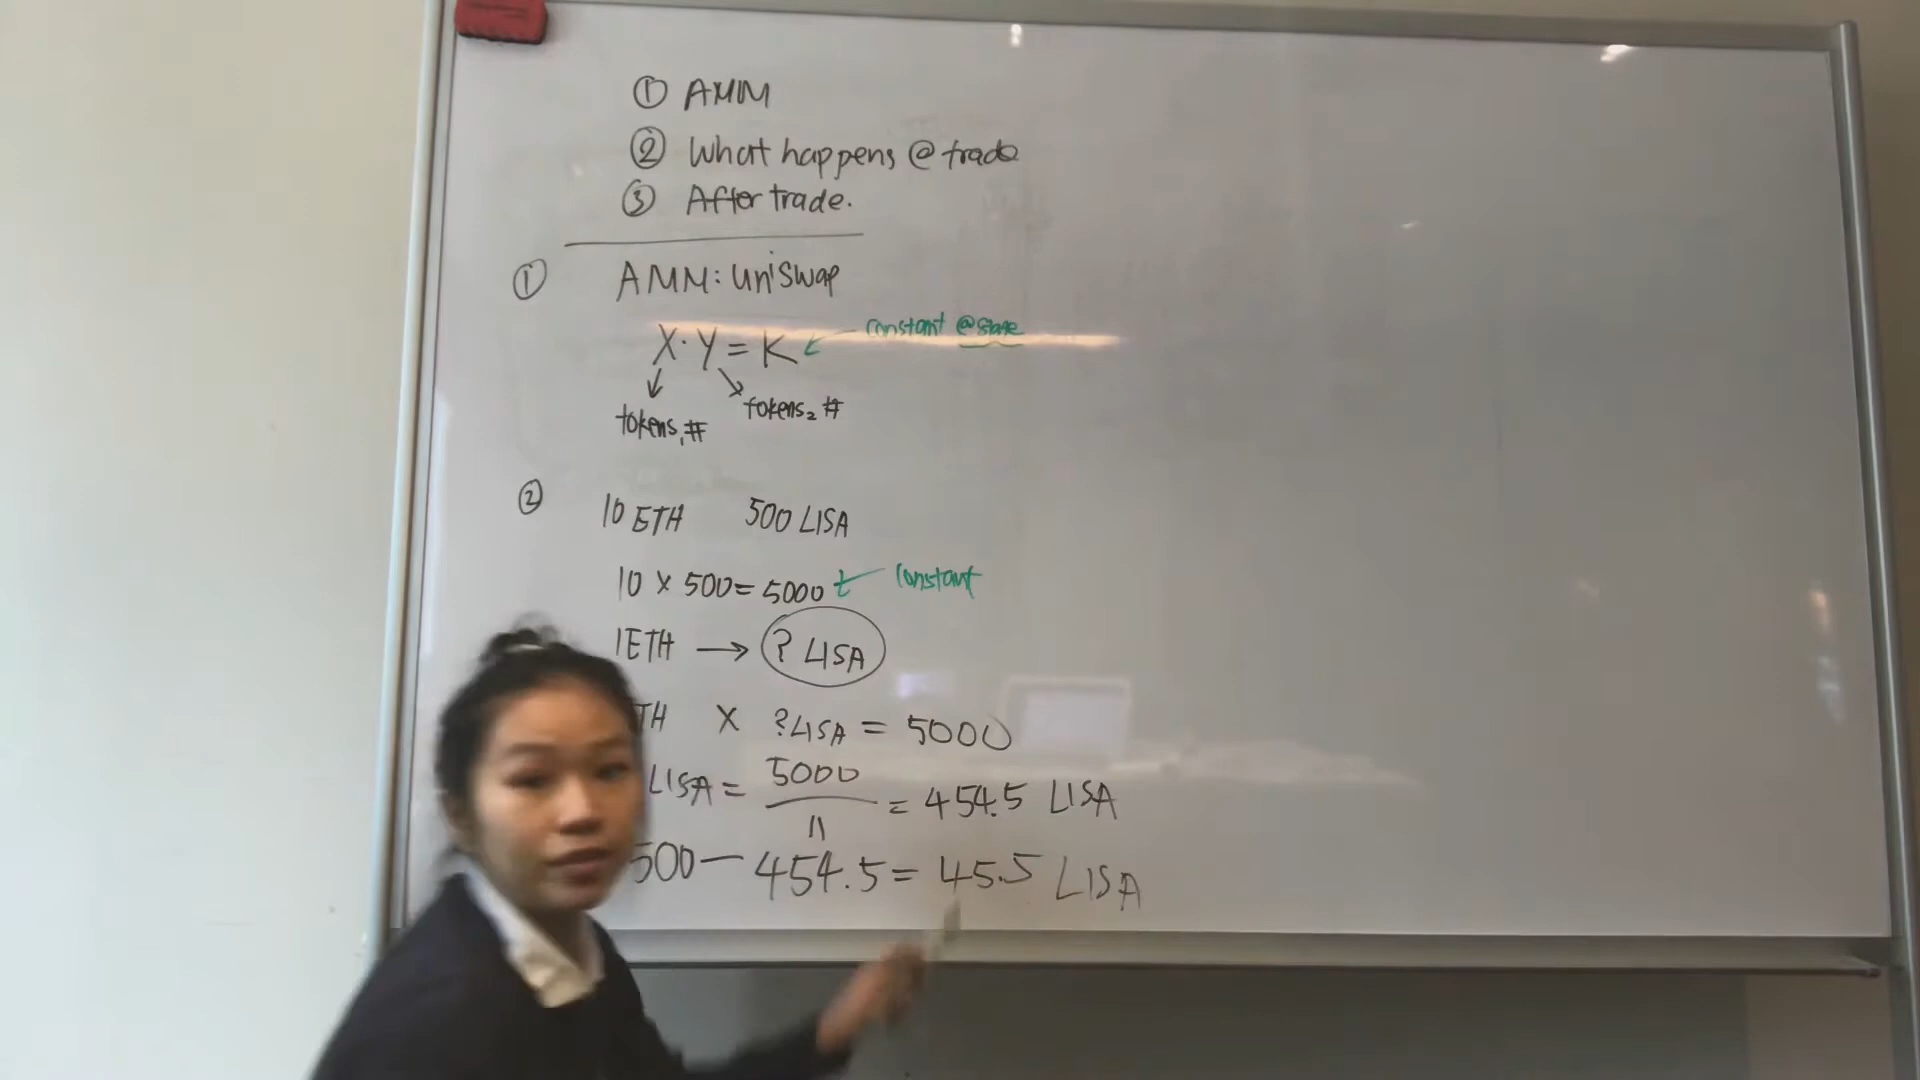 ① AMM
② What happens @ trade
③ After trade.
① AMM: UniSwap
X · Y = K ← constant @ state
tokens₁ # tokens₂ #
②
10 ETH 500 LISA
10 x 500 = 5000 ← constant
1 ETH → ? LISA
TH X ? LISA = 5000
LISA = 5000 / 11 = 454.5 LISA
500 — 454.5 = 45.5 LISA